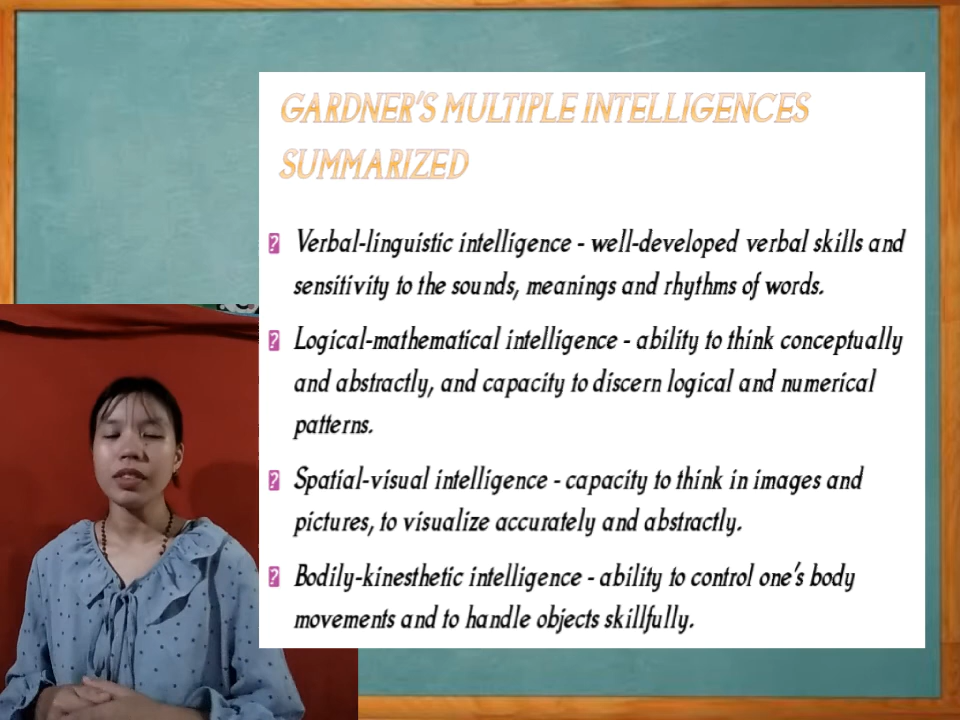 GARDNER'S MULTIPLE INTELLIGENCES
SUMMARIZED
Verbal-linguistic intelligence - well-developed verbal skills and
sensitivity to the sounds, meanings and rhythms of words.
Logical-mathematical intelligence - ability to think conceptually
and abstractly, and capacity to discern logical and numerical
patterns.
Spatial-visual intelligence - capacity to think in images and
pictures, to visualize accurately and abstractly.
Bodily-kinesthetic intelligence - ability to control one's body
movements and to handle objects skillfully.